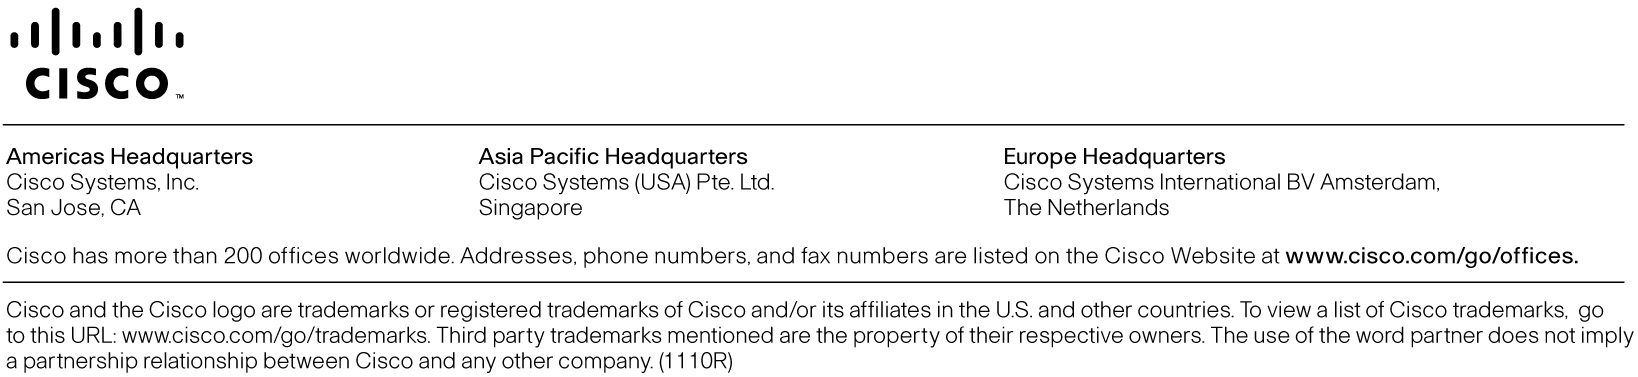 CISCO™
Americas Headquarters
Cisco Systems, Inc.
San Jose, CA
Asia Pacific Headquarters
Cisco Systems (USA) Pte. Ltd.
Singapore
Europe Headquarters
Cisco Systems International BV Amsterdam,
The Netherlands
Cisco has more than 200 offices worldwide. Addresses, phone numbers, and fax numbers are listed on the Cisco Website at www.cisco.com/go/offices.
Cisco and the Cisco logo are trademarks or registered trademarks of Cisco and/or its affiliates in the U.S. and other countries. To view a list of Cisco trademarks, go
to this URL: www.cisco.com/go/trademarks. Third party trademarks mentioned are the property of their respective owners. The use of the word partner does not imply
a partnership relationship between Cisco and any other company. (1110R)